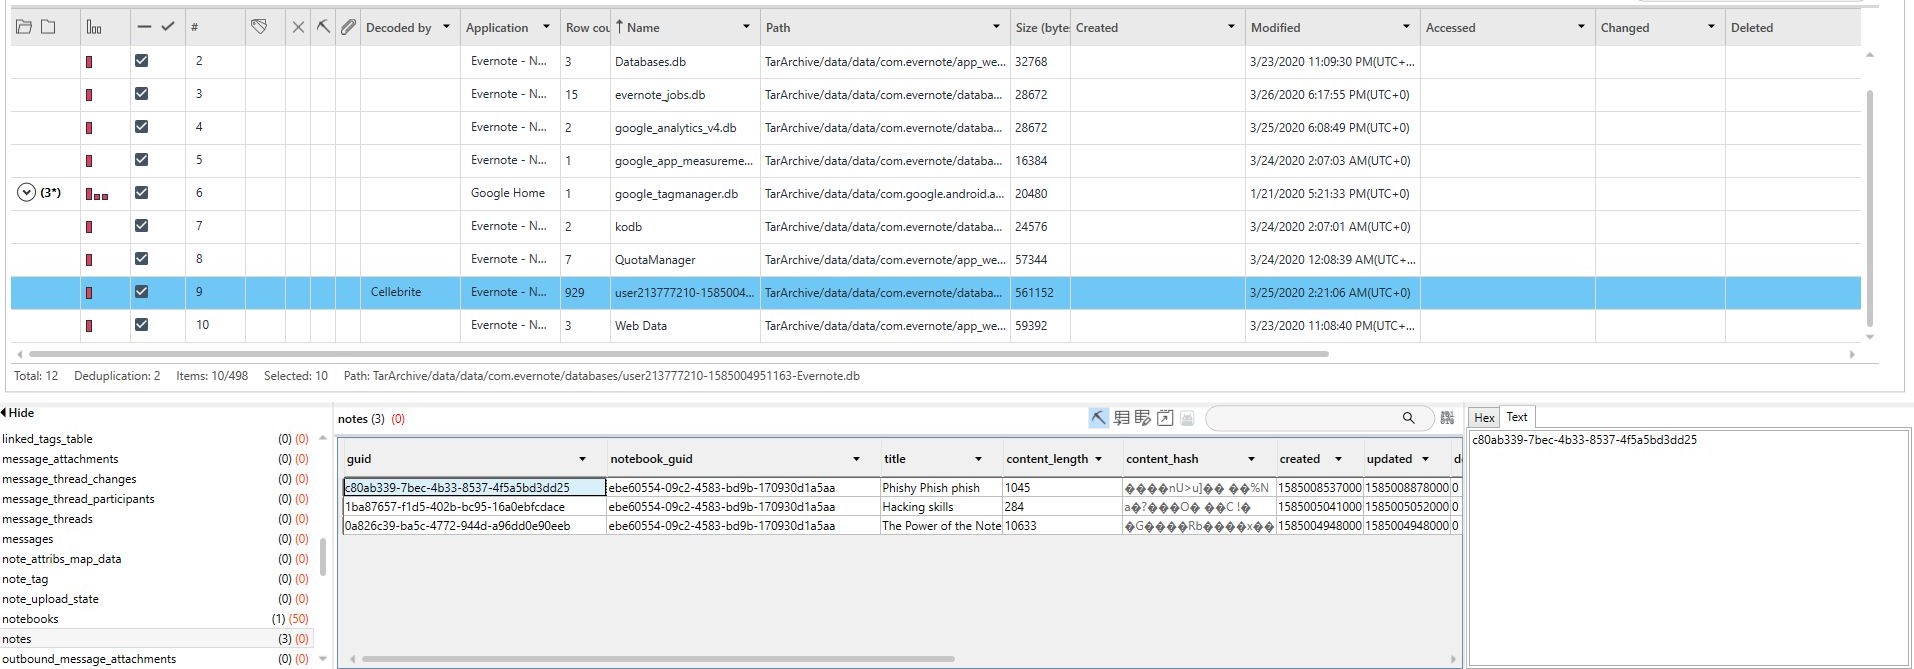 # Decoded by Application Row cou Name Path Size (byte Created Modified Accessed Changed Deleted
2 Evernote - N... 3 Databases.db TarArchive/data/data/com.evernote/app_we... 32768 3/23/2020 11:09:30 PM(UTC+...
3 Evernote - N... 15 evernote_jobs.db TarArchive/data/data/com.evernote/databa... 28672 3/26/2020 6:17:55 PM(UTC+0)
4 Evernote - N... 2 google_analytics_v4.db TarArchive/data/data/com.evernote/databa... 28672 3/25/2020 6:08:49 PM(UTC+0)
5 Evernote - N... 1 google_app_measureme... TarArchive/data/data/com.evernote/databa... 16384 3/24/2020 2:07:03 AM(UTC+0)
(3*) 6 Google Home 1 google_tagmanager.db TarArchive/data/data/com.google.android.a... 20480 1/21/2020 5:21:33 PM(UTC+0)
7 Evernote - N... 2 kodb TarArchive/data/data/com.evernote/databa... 24576 3/24/2020 2:07:01 AM(UTC+0)
8 Evernote - N... 7 QuotaManager TarArchive/data/data/com.evernote/app_we... 57344 3/24/2020 12:08:39 AM(UTC+...
9 Cellebrite Evernote - N... 929 user213777210-1585004... TarArchive/data/data/com.evernote/databa... 561152 3/25/2020 2:21:06 AM(UTC+0)
10 Evernote - N... 3 Web Data TarArchive/data/data/com.evernote/app_we... 59392 3/23/2020 11:08:40 PM(UTC+...
Total: 12 Deduplication: 2 Items: 10/498 Selected: 10 Path: TarArchive/data/data/com.evernote/databases/user213777210-1585004951163-Evernote.db
Hide
linked_tags_table (0) (0)
message_attachments (0) (0)
message_thread_changes (0) (0)
message_thread_participants (0) (0)
message_threads (0) (0)
messages (0) (0)
note_attribs_map_data (0) (0)
note_tag (0) (0)
note_upload_state (0) (0)
notebooks (1) (50)
notes (3) (0)
outbound_message_attachments (0) (0)
notes (3) (0)
guid notebook_guid title content_length content_hash created updated d
c80ab339-7bec-4b33-8537-4f5a5bd3dd25 ebe60554-09c2-4583-bd9b-170930d1a5aa Phishy Phish phish 1045 ����nU>u]�� ��%N 1585008537000 1585008878000 0
1ba87657-f1d5-402b-bc95-16a0ebfcdace ebe60554-09c2-4583-bd9b-170930d1a5aa Hacking skills 284 a�?���O� ��C !� 1585005041000 1585005052000 0
0a826c39-ba5c-4772-944d-a96dd0e90eeb ebe60554-09c2-4583-bd9b-170930d1a5aa The Power of the Note 10633 �G����Rb����x�� 1585004948000 1585004948000 0
Hex Text
c80ab339-7bec-4b33-8537-4f5a5bd3dd25